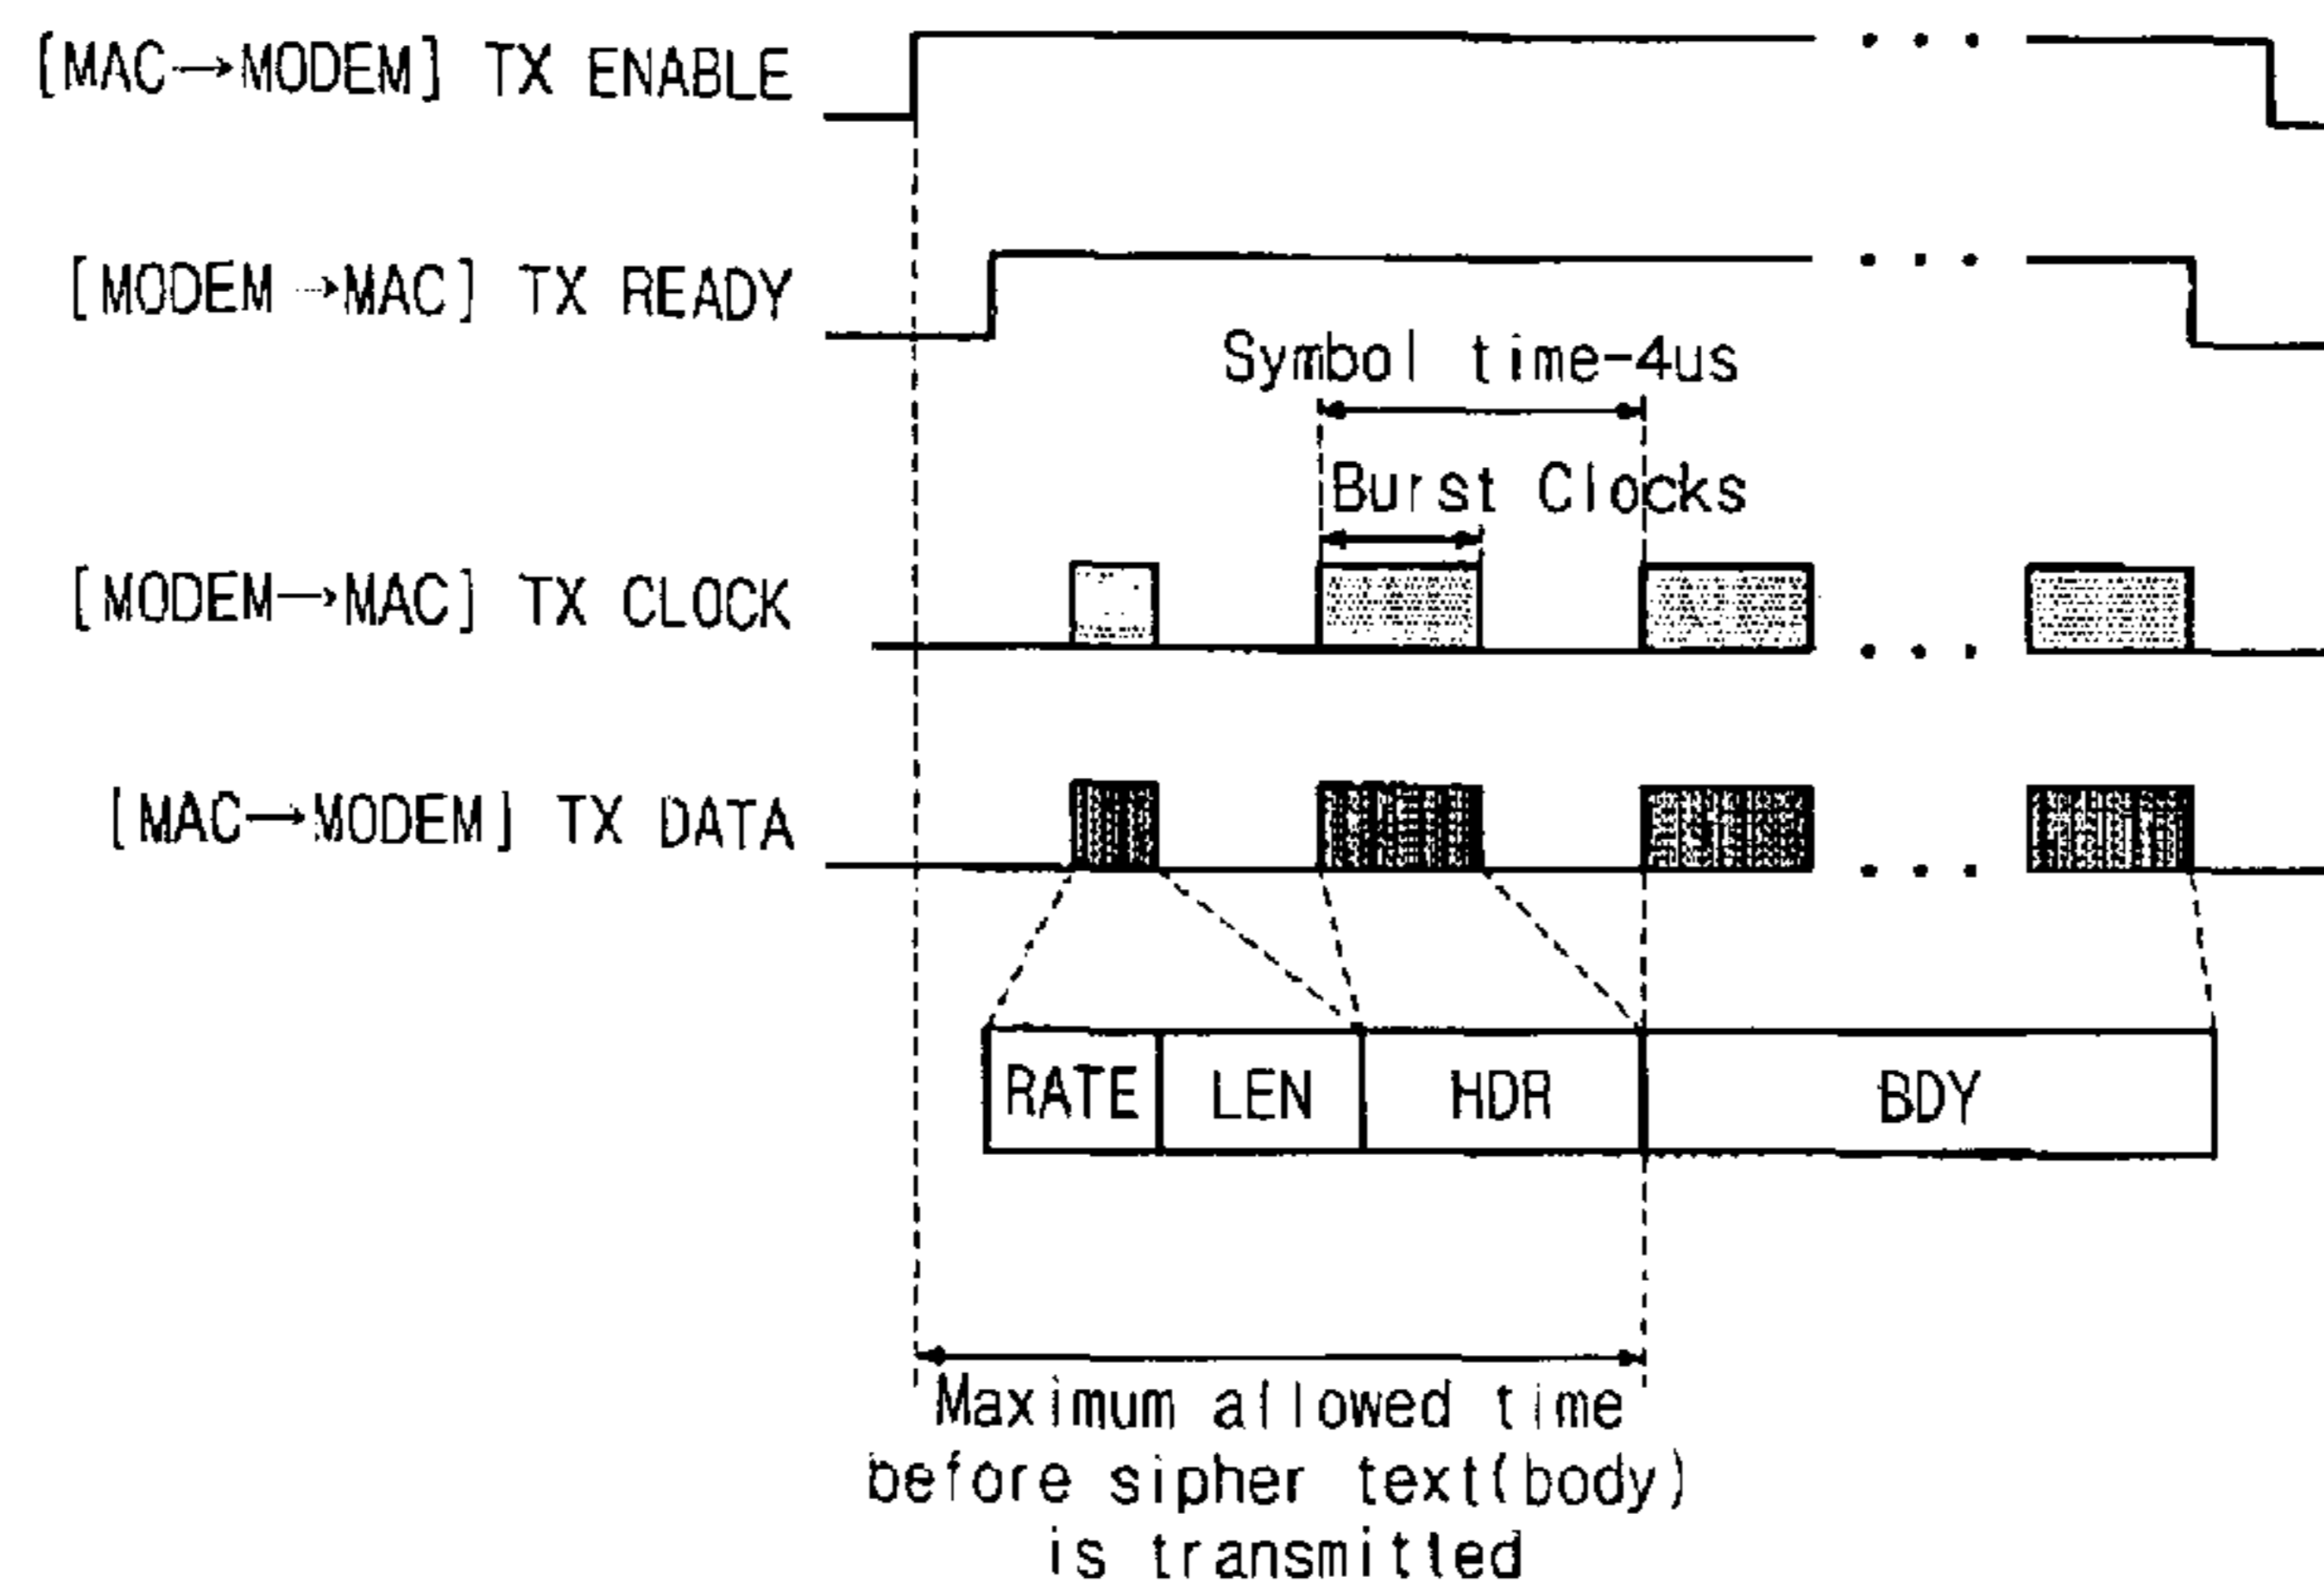 [MAC→MODEM] TX ENABLE
[MODEM→MAC] TX READY
Symbol time-4us
Burst Clocks
[MODEM→MAC] TX CLOCK
[MAC→MODEM] TX DATA
RATE LEN HDR BDY
Maximum allowed time
before sipher text(body)
is transmitted